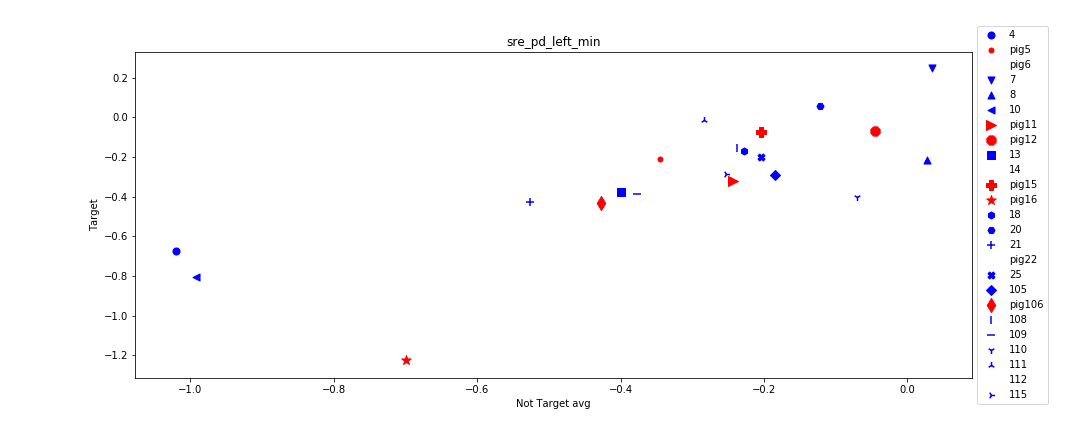 sre_pd_left_min
0.2
0.0
−0.2
−0.4
−0.6
−0.8
−1.0
−1.2
Target
−1.0
−0.8
−0.6
−0.4
−0.2
0.0
Not Target avg
4
pig5
pig6
7
8
10
pig11
pig12
13
14
pig15
pig16
18
20
21
pig22
25
105
pig106
108
109
110
111
112
115